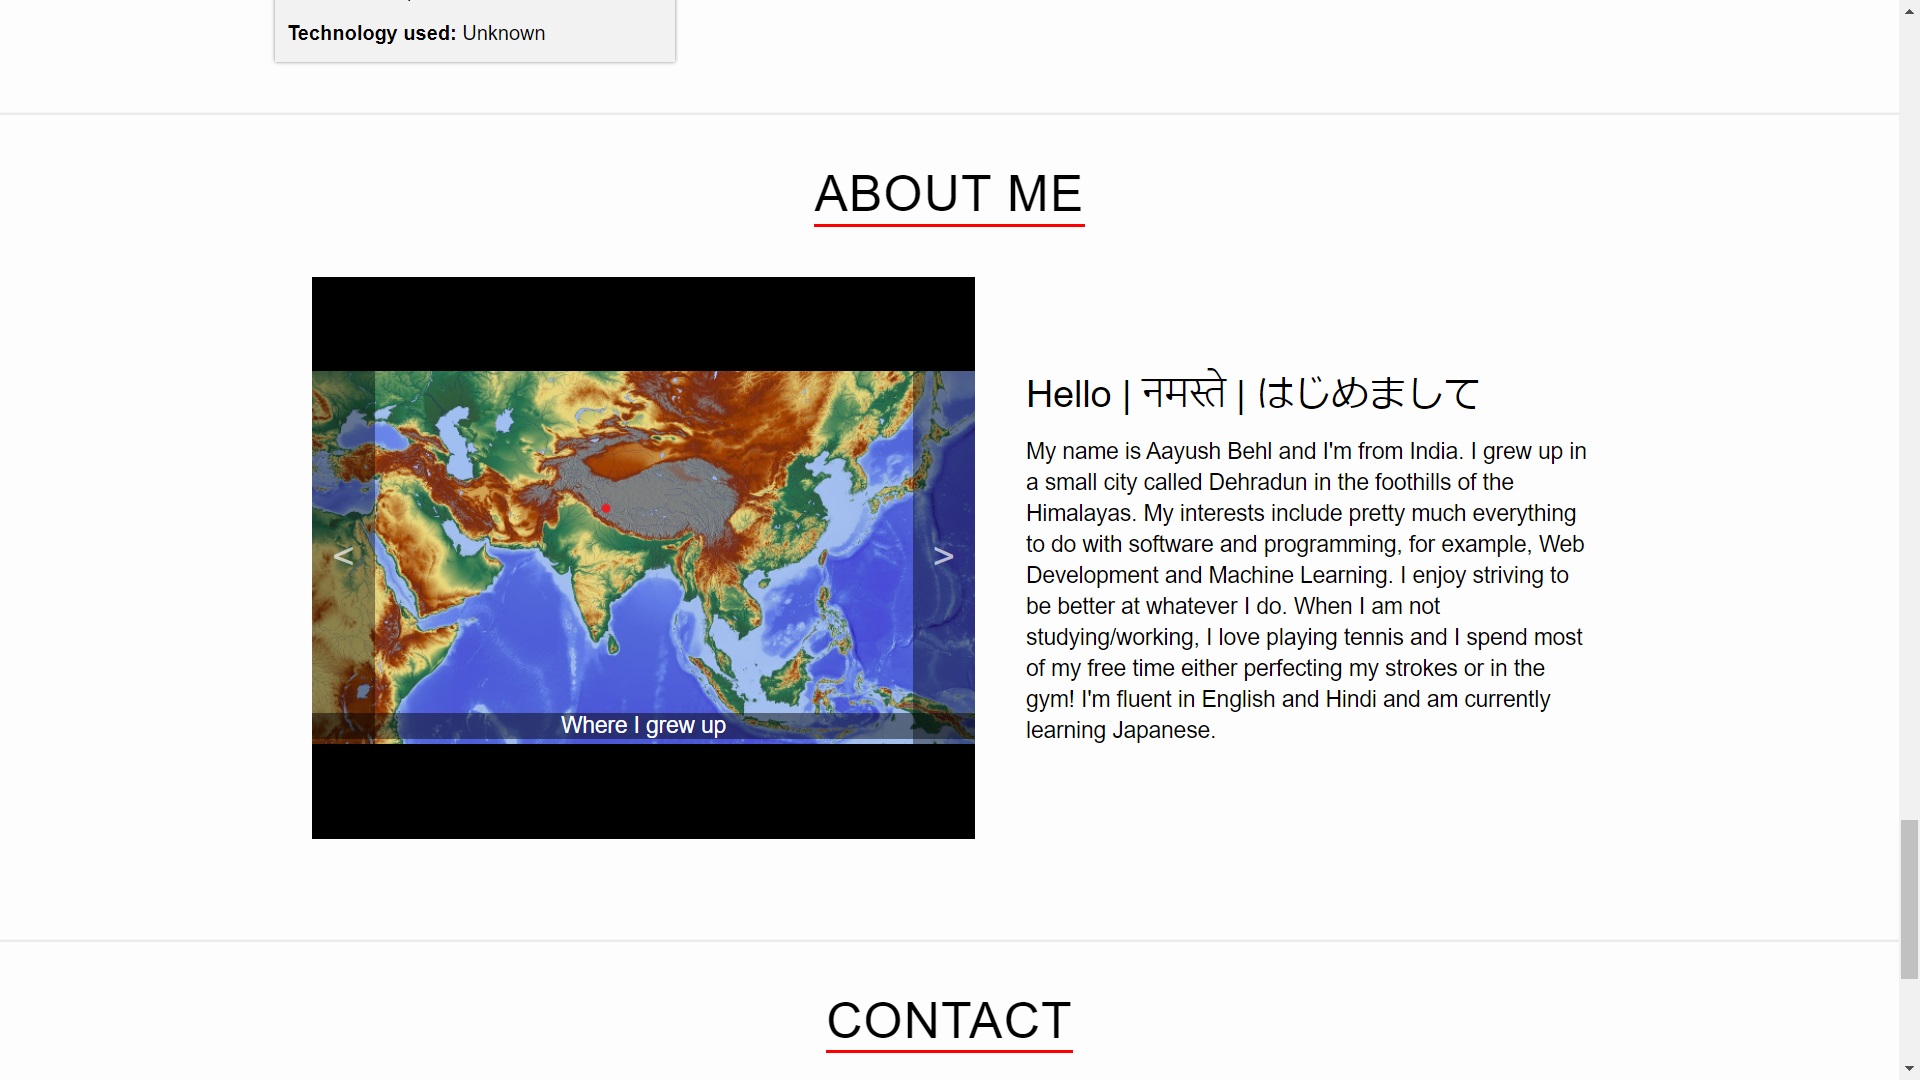 Technology used: Unknown
ABOUT ME
<
>
Where I grew up
Hello | नमस्ते | はじめまして
My name is Aayush Behl and I'm from India. I grew up in
a small city called Dehradun in the foothills of the
Himalayas. My interests include pretty much everything
to do with software and programming, for example, Web
Development and Machine Learning. I enjoy striving to
be better at whatever I do. When I am not
studying/working, I love playing tennis and I spend most
of my free time either perfecting my strokes or in the
gym! I'm fluent in English and Hindi and am currently
learning Japanese.
CONTACT